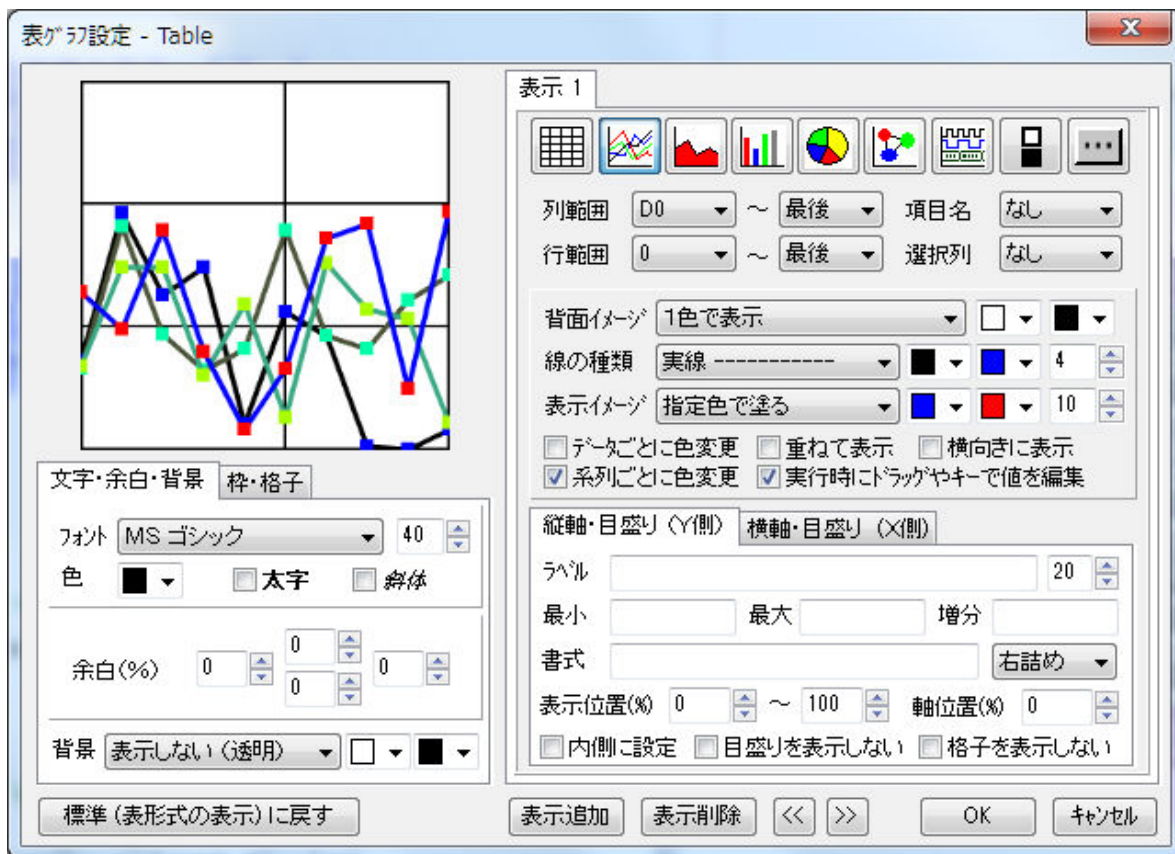 表グラフ設定 - Table
表示 1
列範囲 D0 ～ 最後 項目名 なし
行範囲 0 ～ 最後 選択列 なし
背面イメージ 1色で表示
線の種類 実線 ----------- 4
表示イメージ 指定色で塗る 10
データごとに色変更 重ねて表示 横向きに表示
系列ごとに色変更 実行時にドラッグやキーで値を編集
文字・余白・背景 枠・格子
フォント MS ゴシック 40
色 太字 斜体
余白(%) 0 0 0 0
背景 表示しない (透明)
縦軸・目盛り (Y側) 横軸・目盛り (X側)
ラベル 20
最小 最大 増分
書式 右詰め
表示位置(%) 0 ～ 100 軸位置(%) 0
内側に設定 目盛りを表示しない 格子を表示しない
標準 (表形式の表示) に戻す 表示追加 表示削除 << >> OK キャンセル